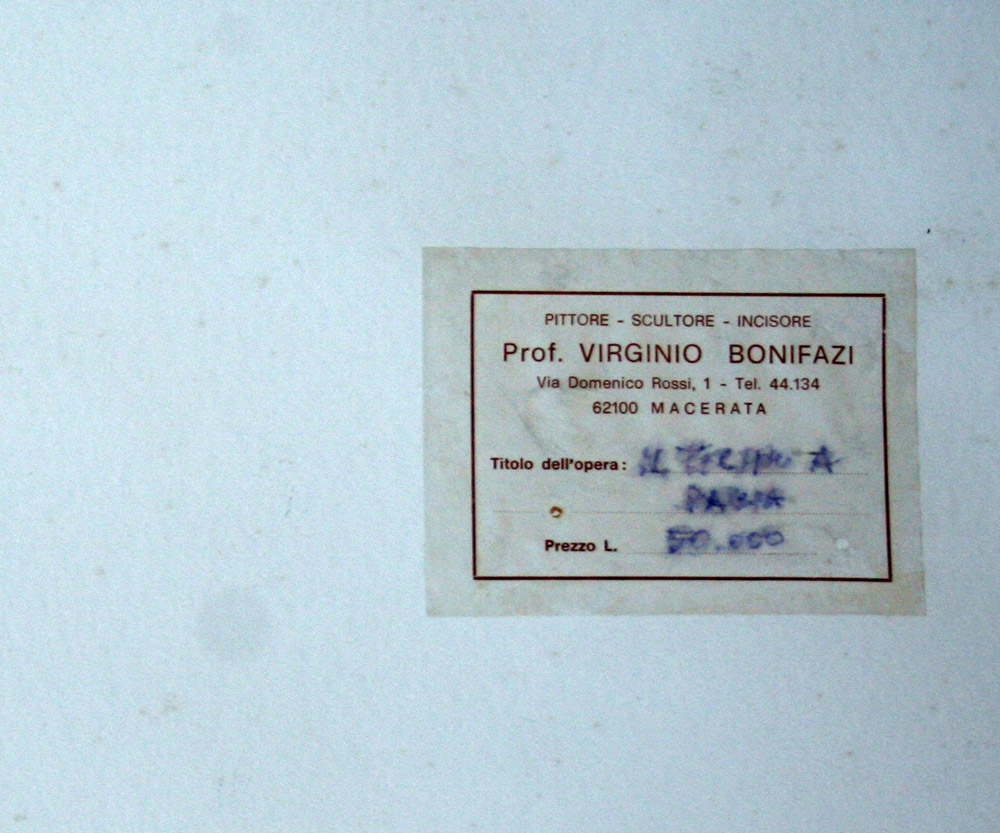 PITTORE - SCULTORE - INCISORE
Prof. VIRGINIO BONIFAZI
Via Domenico Rossi, 1 - Tel. 44.134
62100 MACERATA
Titolo dell'opera: IL A
Prezzo L. 50.000